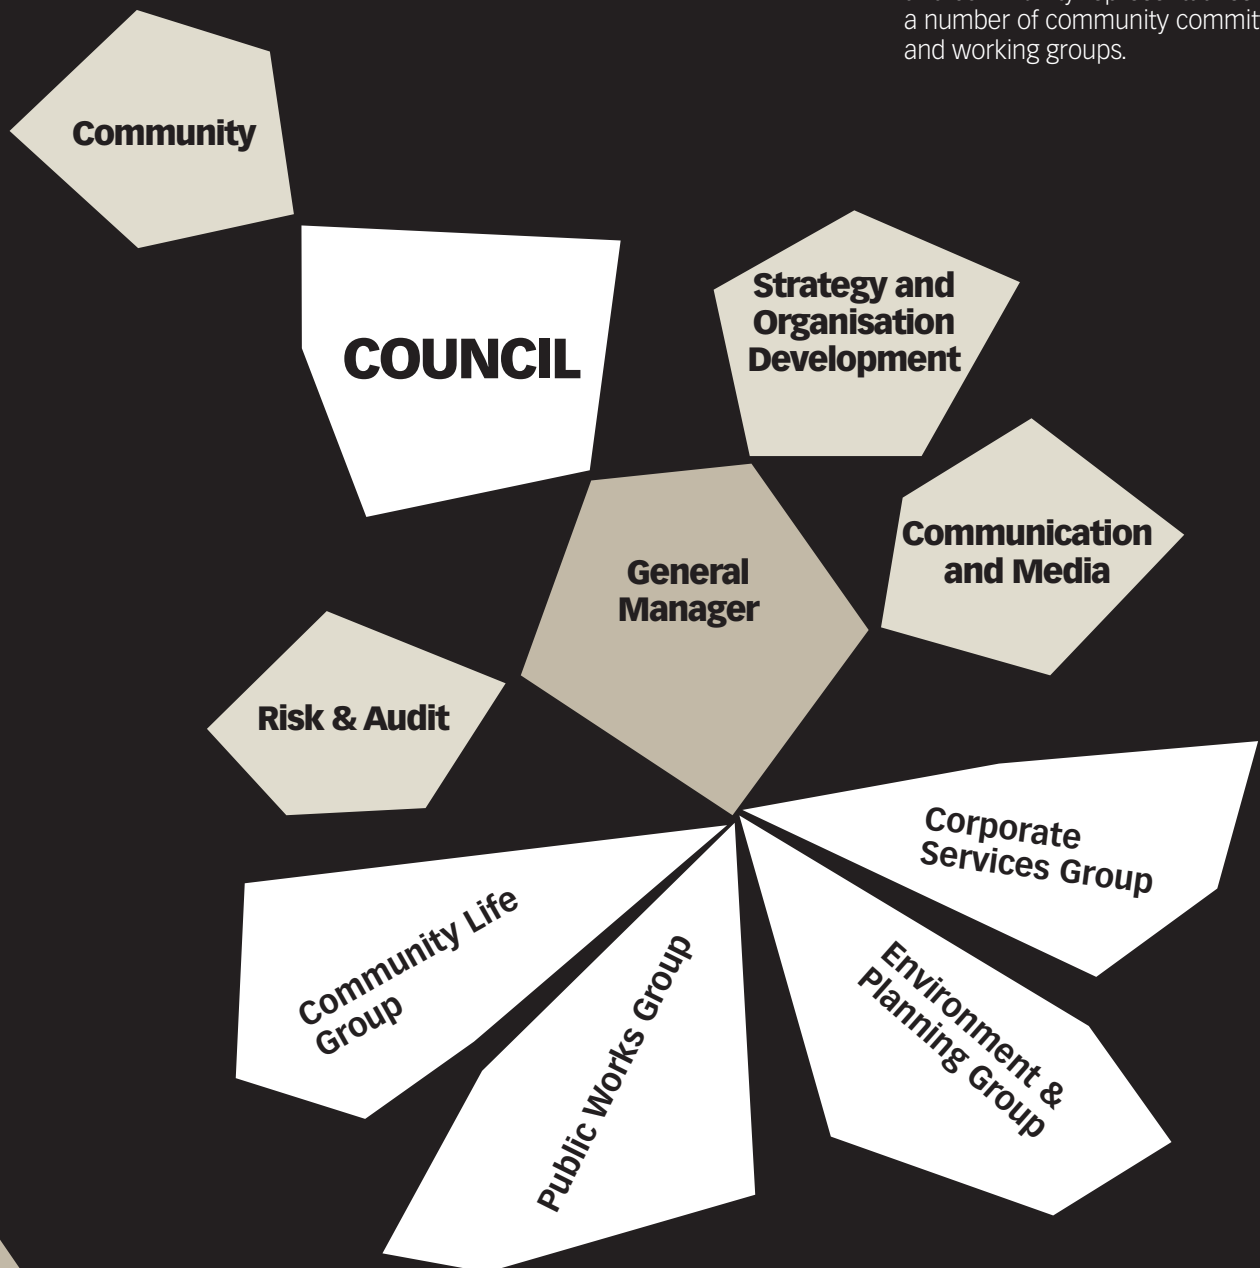 a number of community commit
and working groups.
Community
COUNCIL
Strategy and
Organisation
Development
Communication
and Media
General
Manager
Risk & Audit
Corporate
Services Group
Community Life
Group
Public Works Group
Environment &
Planning Group